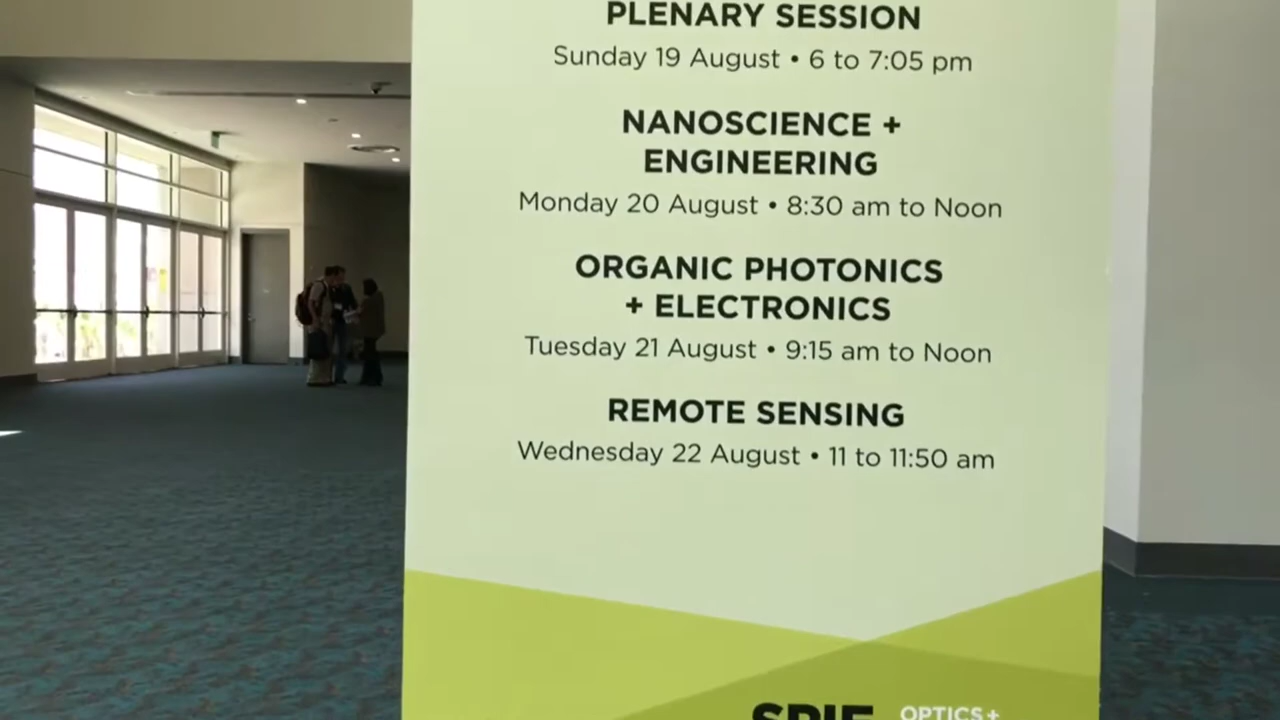 PLENARY SESSION
Sunday 19 August • 6 to 7:05 pm
NANOSCIENCE +
ENGINEERING
Monday 20 August • 8:30 am to Noon
ORGANIC PHOTONICS
+ ELECTRONICS
Tuesday 21 August • 9:15 am to Noon
REMOTE SENSING
Wednesday 22 August • 11 to 11:50 am
SPIE OPTICS+